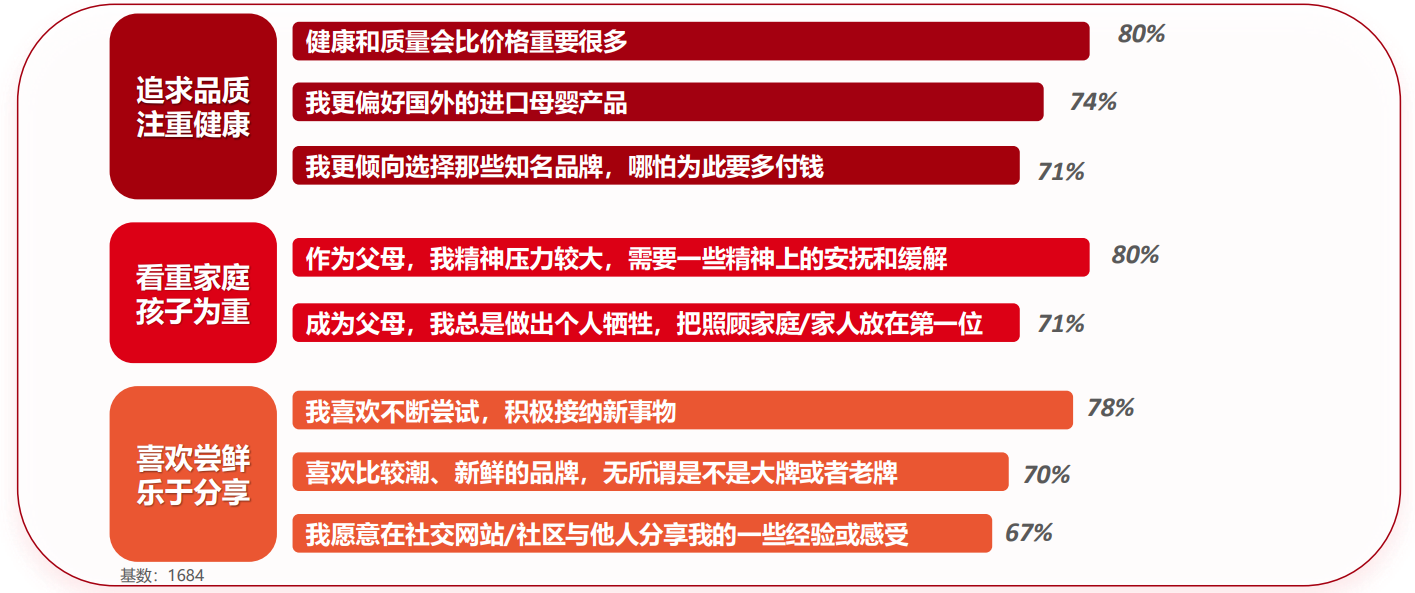 追求品质
注重健康
健康和质量会比价格重要很多
80%
我更偏好国外的进口母婴产品
74%
我更倾向选择那些知名品牌，哪怕为此要多付钱
71%
看重家庭
孩子为重
作为父母，我精神压力较大，需要一些精神上的安抚和缓解
80%
成为父母，我总是做出个人牺牲，把照顾家庭/家人放在第一位
71%
喜欢尝鲜
乐于分享
我喜欢不断尝试，积极接纳新事物
78%
喜欢比较潮、新鲜的品牌，无所谓是不是大牌或者老牌
70%
我愿意在社交网站/社区与他人分享我的一些经验或感受
67%
基数：1684